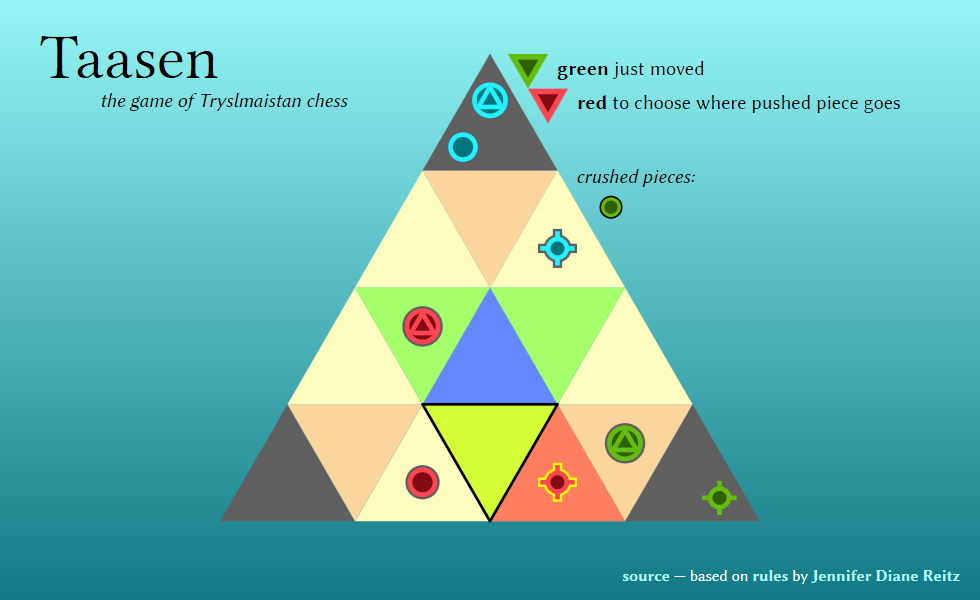 Taasen
the game of Tryslmaistan chess
green just moved
red to choose where pushed piece goes
crushed pieces:
source — based on rules by Jennifer Diane Reitz